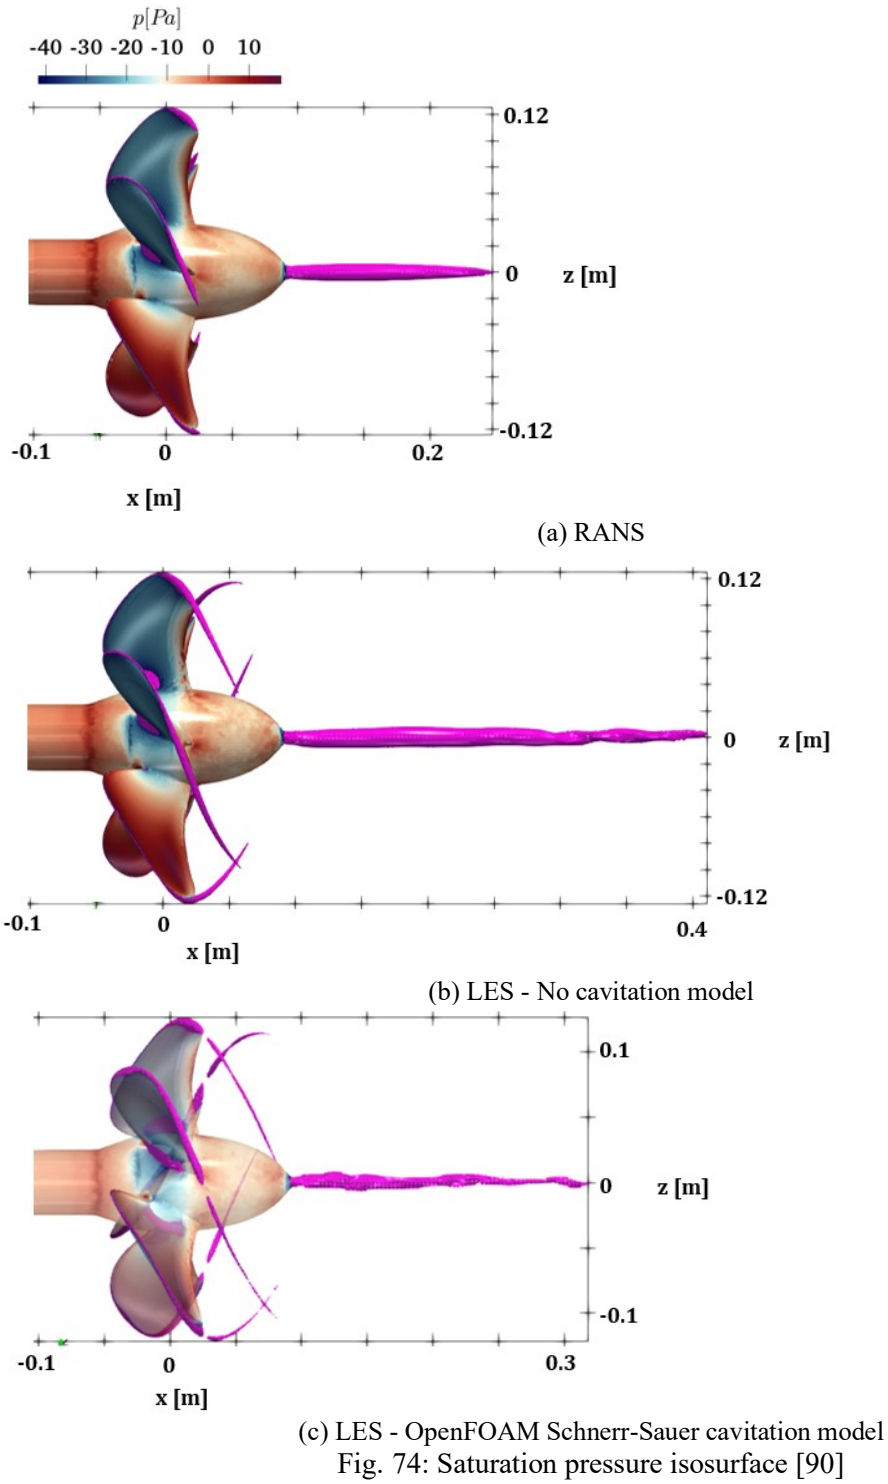 p[Pa]
-40 -30 -20 -10 0 10
0.12
0 z [m]
-0.12
-0.1 0 0.2
x [m]
(a) RANS
0.12
0 z [m]
-0.12
-0.1 0 0.4
x [m]
(b) LES - No cavitation model
0.1
0 z [m]
-0.1
-0.1 0 0.3
x [m]
(c) LES - OpenFOAM Schnerr-Sauer cavitation model
Fig. 74: Saturation pressure isosurface [90]